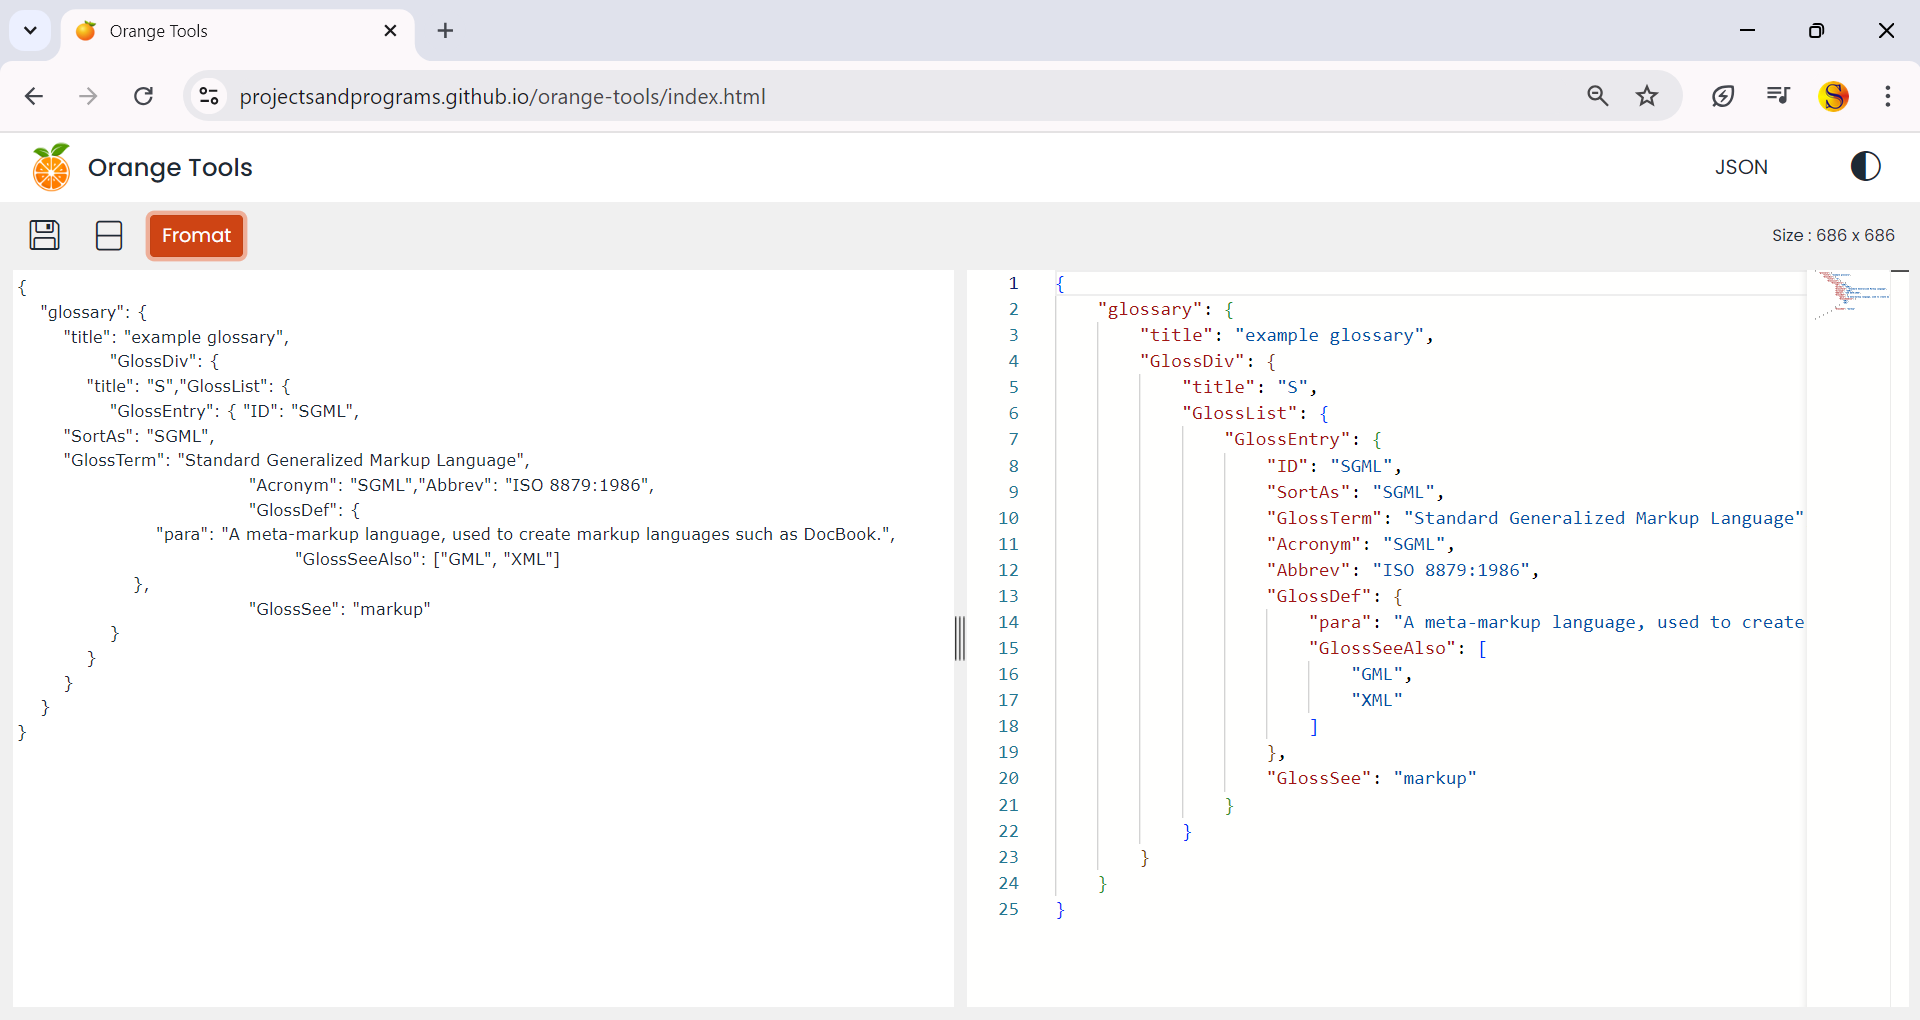 Orange Tools
projectsandprograms.github.io/orange-tools/index.html
S
Orange Tools
JSON
Fromat
Size : 686 x 686
{
"glossary": {
"title": "example glossary",
"GlossDiv": {
"title": "S","GlossList": {
"GlossEntry": { "ID": "SGML",
"SortAs": "SGML",
"GlossTerm": "Standard Generalized Markup Language",
"Acronym": "SGML","Abbrev": "ISO 8879:1986",
"GlossDef": {
"para": "A meta-markup language, used to create markup languages such as DocBook.",
"GlossSeeAlso": ["GML", "XML"]
},
"GlossSee": "markup"
}
}
}
}
}
1 {
2 "glossary": {
3 "title": "example glossary",
4 "GlossDiv": {
5 "title": "S",
6 "GlossList": {
7 "GlossEntry": {
8 "ID": "SGML",
9 "SortAs": "SGML",
10 "GlossTerm": "Standard Generalized Markup Language"
11 "Acronym": "SGML",
12 "Abbrev": "ISO 8879:1986",
13 "GlossDef": {
14 "para": "A meta-markup language, used to create
15 "GlossSeeAlso": [
16 "GML",
17 "XML"
18 ]
19 },
20 "GlossSee": "markup"
21 }
22 }
23 }
24 }
25 }